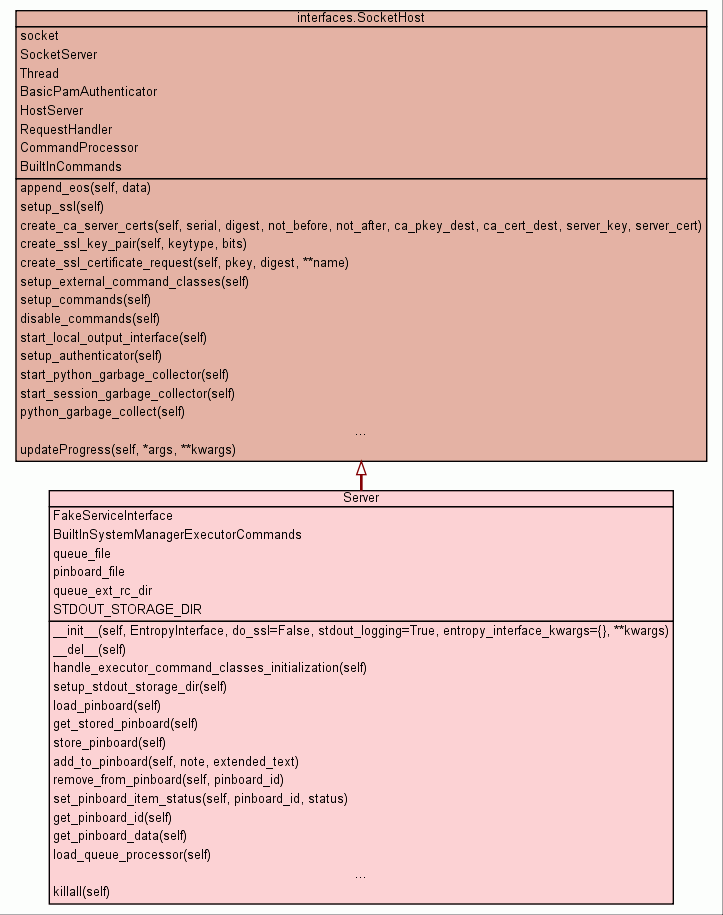 interfaces.SocketHost
socket
SocketServer
Thread
BasicPamAuthenticator
HostServer
RequestHandler
CommandProcessor
BuiltInCommands
append_eos(self, data)
setup_ssl(self)
create_ca_server_certs(self, serial, digest, not_before, not_after, ca_pkey_dest, ca_cert_dest, server_key, server_cert)
create_ssl_key_pair(self, keytype, bits)
create_ssl_certificate_request(self, pkey, digest, **name)
setup_external_command_classes(self)
setup_commands(self)
disable_commands(self)
start_local_output_interface(self)
setup_authenticator(self)
start_python_garbage_collector(self)
start_session_garbage_collector(self)
python_garbage_collect(self)
...
updateProgress(self, *args, **kwargs)
Server
FakeServiceInterface
BuiltInSystemManagerExecutorCommands
queue_file
pinboard_file
queue_ext_rc_dir
STDOUT_STORAGE_DIR
__init__(self, EntropyInterface, do_ssl=False, stdout_logging=True, entropy_interface_kwargs={}, **kwargs)
__del__(self)
handle_executor_command_classes_initialization(self)
setup_stdout_storage_dir(self)
load_pinboard(self)
get_stored_pinboard(self)
store_pinboard(self)
add_to_pinboard(self, note, extended_text)
remove_from_pinboard(self, pinboard_id)
set_pinboard_item_status(self, pinboard_id, status)
get_pinboard_id(self)
get_pinboard_data(self)
load_queue_processor(self)
...
killall(self)